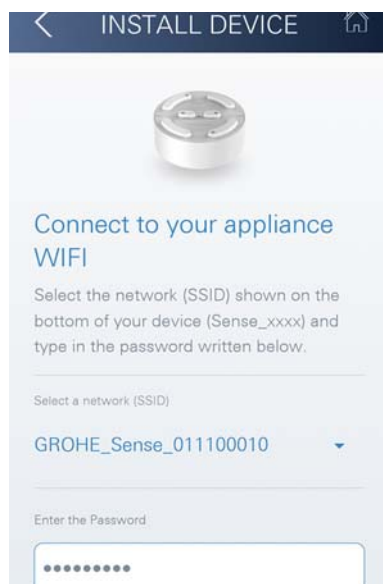 INSTALL DEVICE
Connect to your appliance
WIFI
Select the network (SSID) shown on the
bottom of your device (Sense_xxxx) and
type in the password written below.
Select a network (SSID)
GROHE_Sense_011100010
Enter the Password
•••••••••